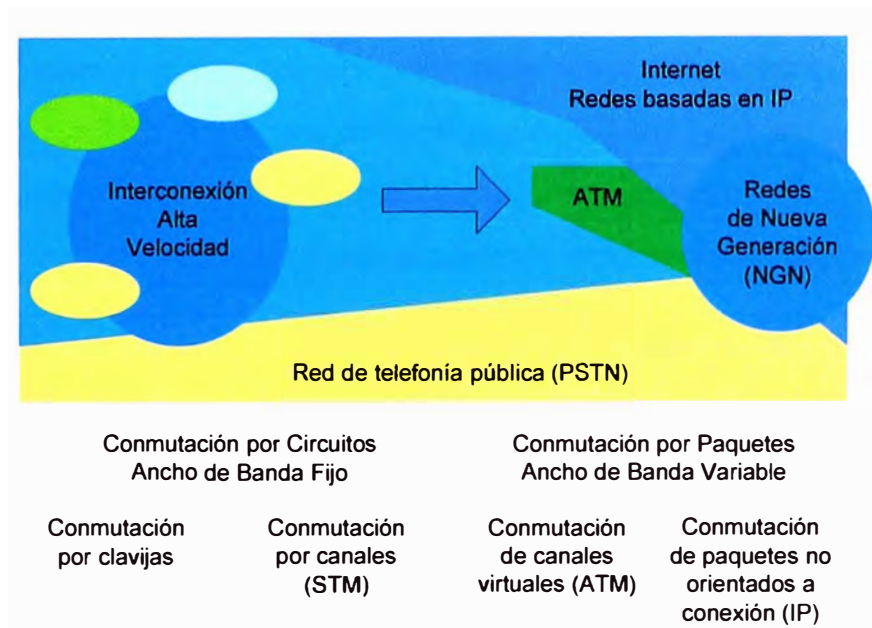 Internet
Redes basadas en IP
Interconexión
Alta
Velocidad
ATM
Redes
de Nueva
Generación
(NGN)
Red de telefonía pública (PSTN)
Conmutación por Circuitos
Ancho de Banda Fijo
Conmutación por Paquetes
Ancho de Banda Variable
Conmutación
por clavijas
Conmutación
por canales
(STM)
Conmutación
de canales
virtuales (ATM)
Conmutación
de paquetes no
orientados a
conexión (IP)